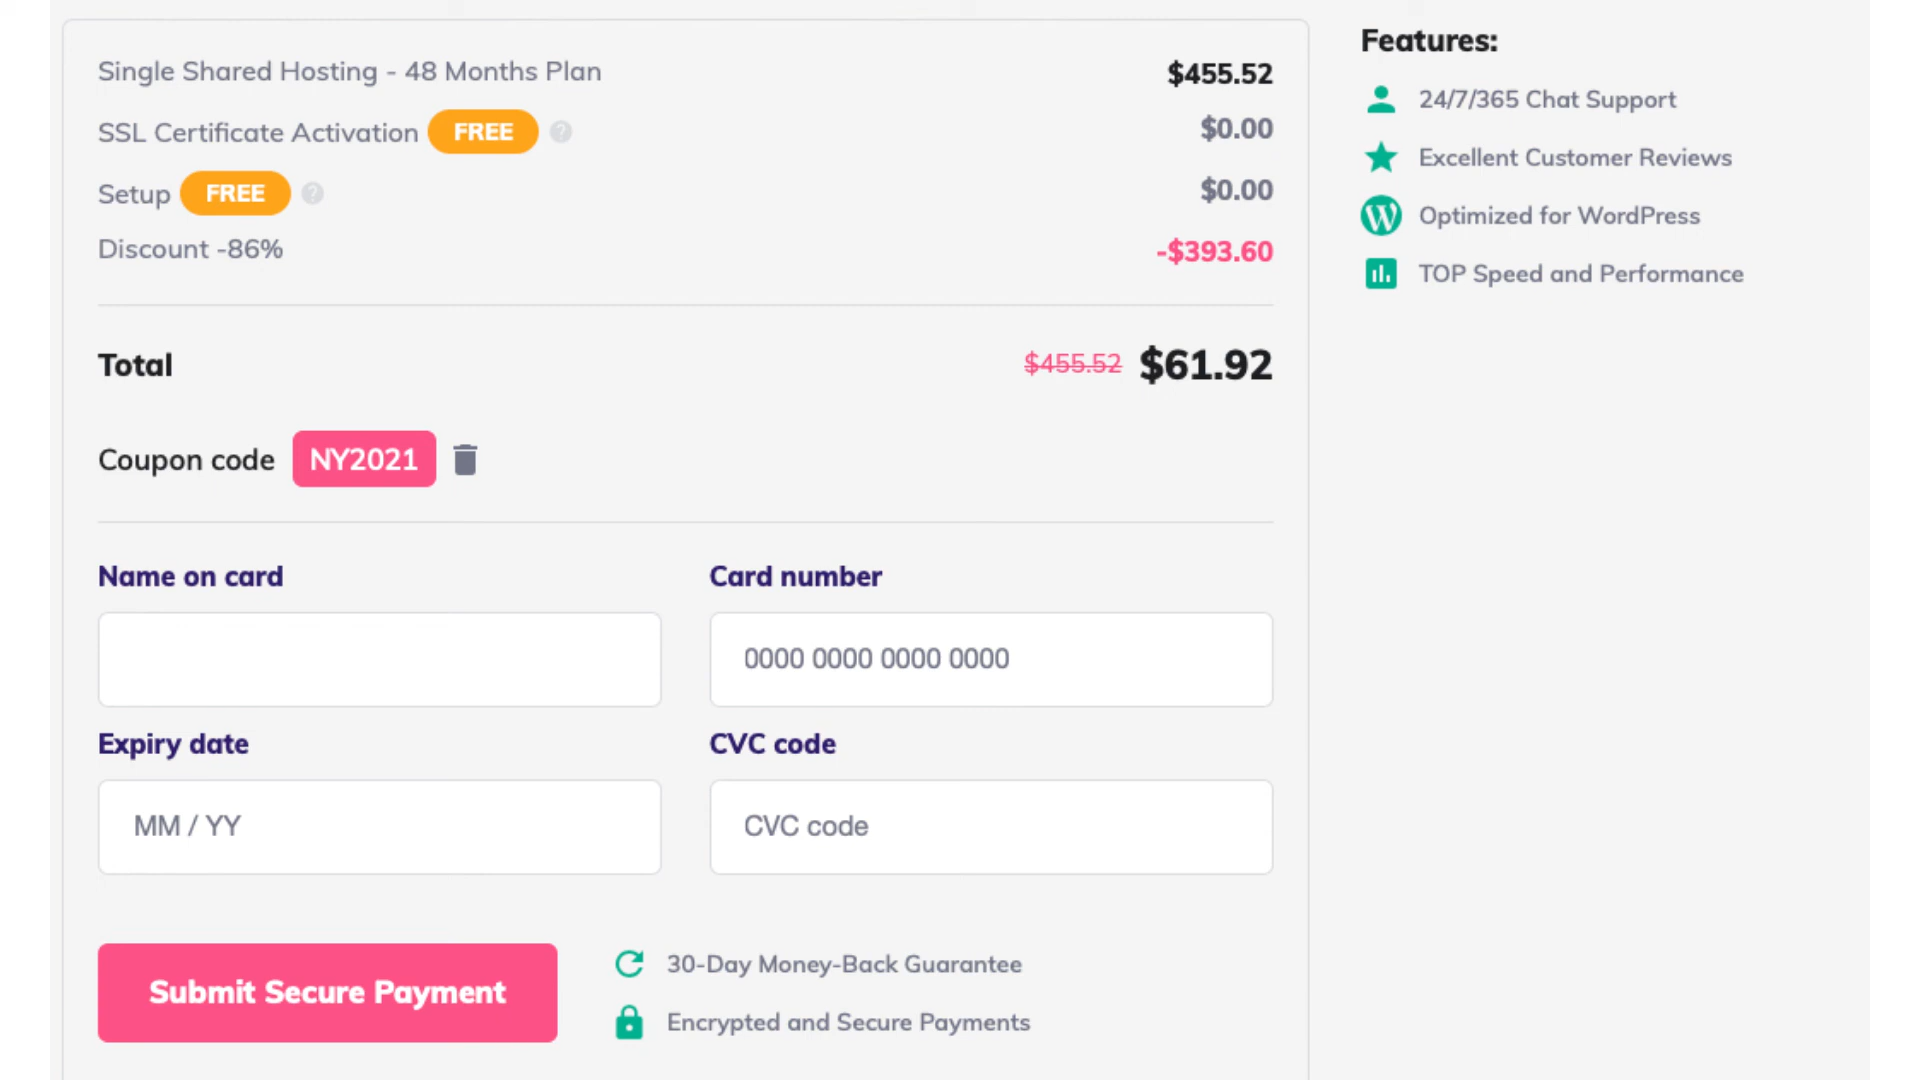 Single Shared Hosting - 48 Months Plan $455.52
SSL Certificate Activation FREE ? $0.00
Setup FREE ? $0.00
Discount -86% -$393.60
Total $455.52 $61.92
Coupon code NY2021
Name on card Card number
0000 0000 0000 0000
Expiry date CVC code
MM / YY CVC code
Submit Secure Payment
30-Day Money-Back Guarantee
Encrypted and Secure Payments
Features:
24/7/365 Chat Support
Excellent Customer Reviews
Optimized for WordPress
TOP Speed and Performance